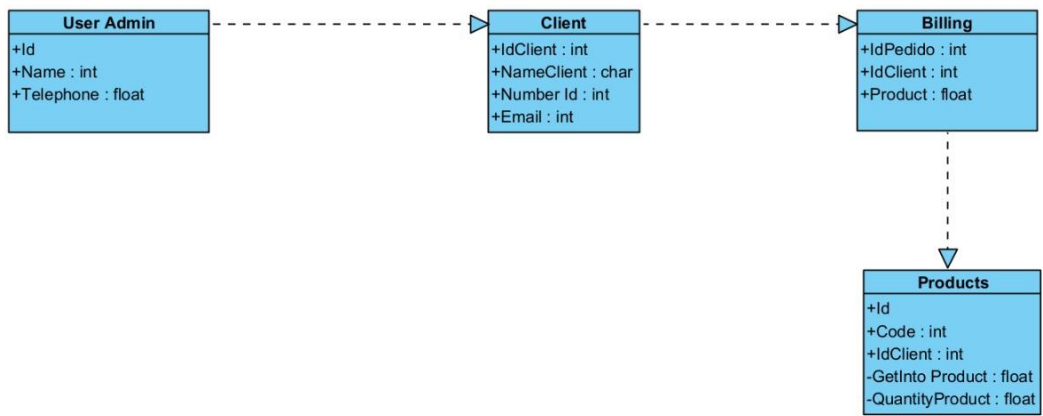 User Admin
+Id
+Name : int
+Telephone : float
Client
+IdClient : int
+NameClient : char
+Number Id : int
+Email : int
Billing
+IdPedido : int
+IdClient : int
+Product : float
Products
+Id
+Code : int
+IdClient : int
-GetInto Product : float
-QuantityProduct : float